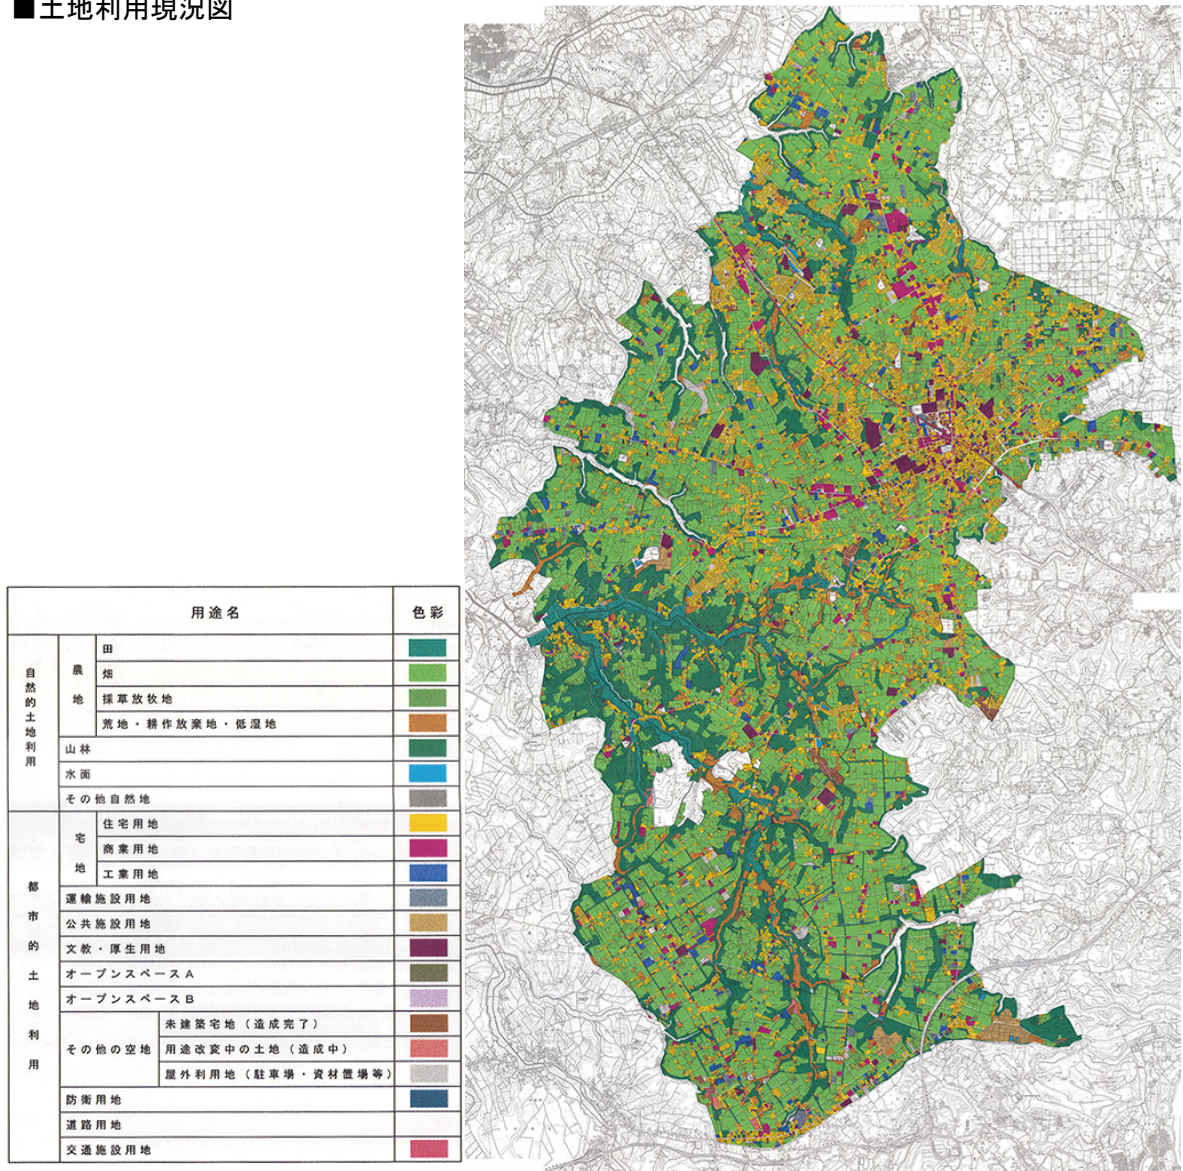 ■土地利用現況図
用途名 色彩
自然的土地利用
農地
田
畑
採草放牧地
荒地・耕作放棄地・低湿地
山林
水面
その他自然地
都市的土地利用
宅地
住宅用地
商業用地
工業用地
運輸施設用地
公共施設用地
文教・厚生用地
オープンスペースA
オープンスペースB
その他の空地
未建築宅地(造成完了)
用途改変中の土地(造成中)
屋外利用地(駐車場・資材置場等)
防衛用地
道路用地
交通施設用地